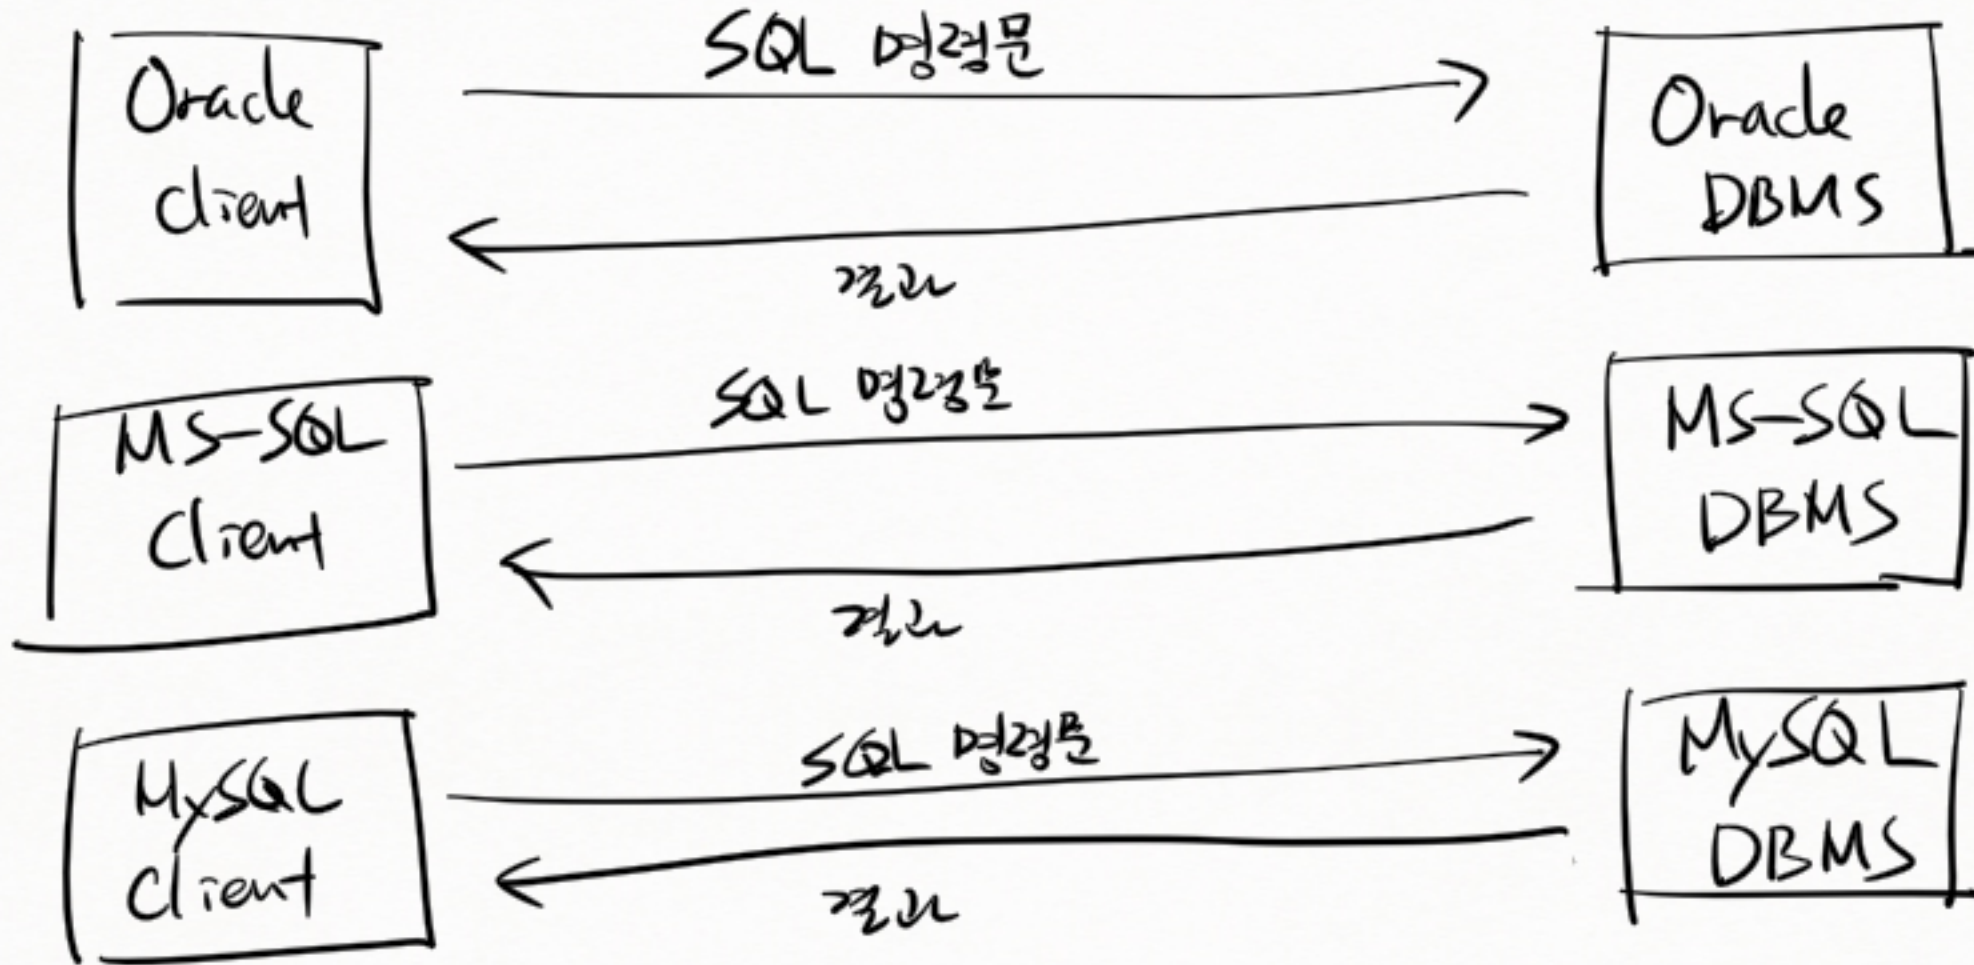 SQL 명령문
Oracle
client
Oracle
DBMS
결과
SQL 명령문
MS-SQL
Client
MS-SQL
DBMS
결과
SQL 명령문
MySQL
Client
MySQL
DBMS
결과